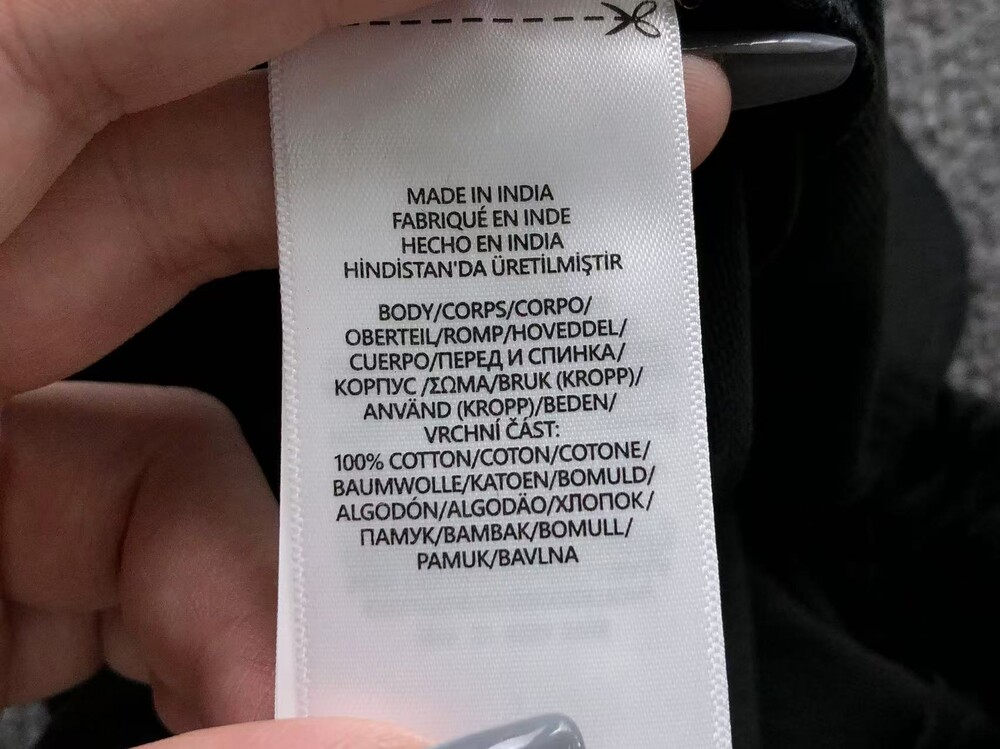 MADE IN INDIA
FABRIQUÉ EN INDE
HECHO EN INDIA
HİNDİSTAN'DA ÜRETİLMİŞTİR
BODY/CORPS/CORPO/
OBERTEIL/ROMP/HOVEDDEL/
CUERPO/ПЕРЕД И СПИНКА/
КОРПУС /ΣΩΜΑ/BRUK (KROPP)/
ANVÄND (KROPP)/BEDEN/
VRCHNÍ ČÁST:
100% COTTON/COTON/COTONE/
BAUMWOLLE/KATOEN/BOMULD/
ALGODÓN/ALGODÄO/ХЛОПОК/
ПАМУК/BAMBAK/BOMULL/
PAMUK/BAVLNA